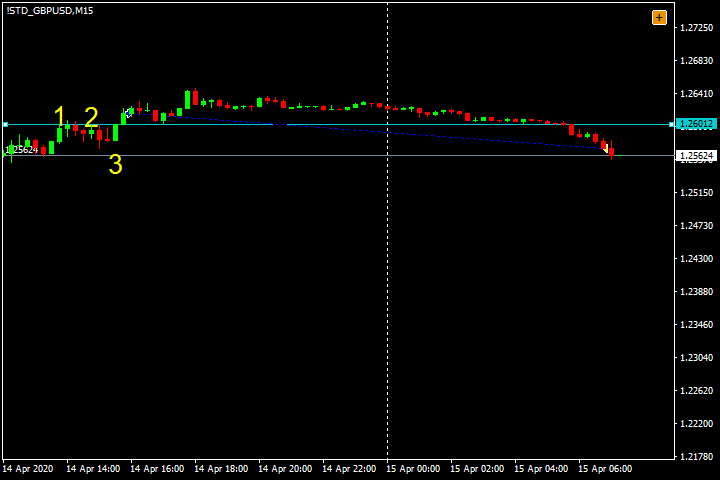 !STD_GBPUSD,M15
+
1.27250
1.26830
1.26410
1.26012
1.25624
1.25150
1.24730
1.24300
1.23880
1.23460
1.23040
1.22620
1.22200
1.21780
1
2
3
1.25624
14 Apr 2020
14 Apr 14:00
14 Apr 16:00
14 Apr 18:00
14 Apr 20:00
14 Apr 22:00
15 Apr 00:00
15 Apr 02:00
15 Apr 04:00
15 Apr 06:00